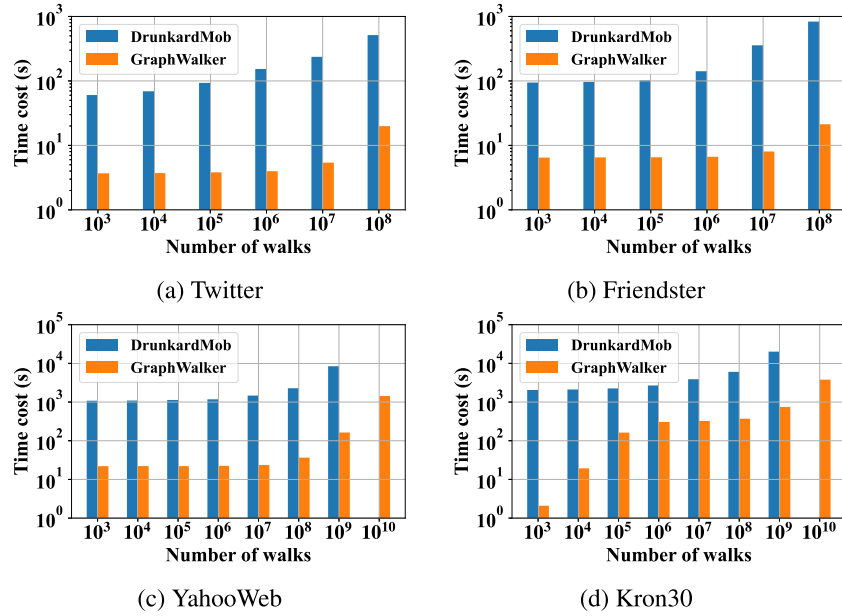 10^3
10^2
10^1
10^0
Time cost (s)
DrunkardMob
GraphWalker
10^3 10^4 10^5 10^6 10^7 10^8
Number of walks
(a) Twitter
10^3
10^2
10^1
10^0
Time cost (s)
DrunkardMob
GraphWalker
10^3 10^4 10^5 10^6 10^7 10^8
Number of walks
(b) Friendster
10^5
10^4
10^3
10^2
10^1
10^0
Time cost (s)
DrunkardMob
GraphWalker
10^3 10^4 10^5 10^6 10^7 10^8 10^9 10^10
Number of walks
(c) YahooWeb
10^5
10^4
10^3
10^2
10^1
10^0
Time cost (s)
DrunkardMob
GraphWalker
10^3 10^4 10^5 10^6 10^7 10^8 10^9 10^10
Number of walks
(d) Kron30